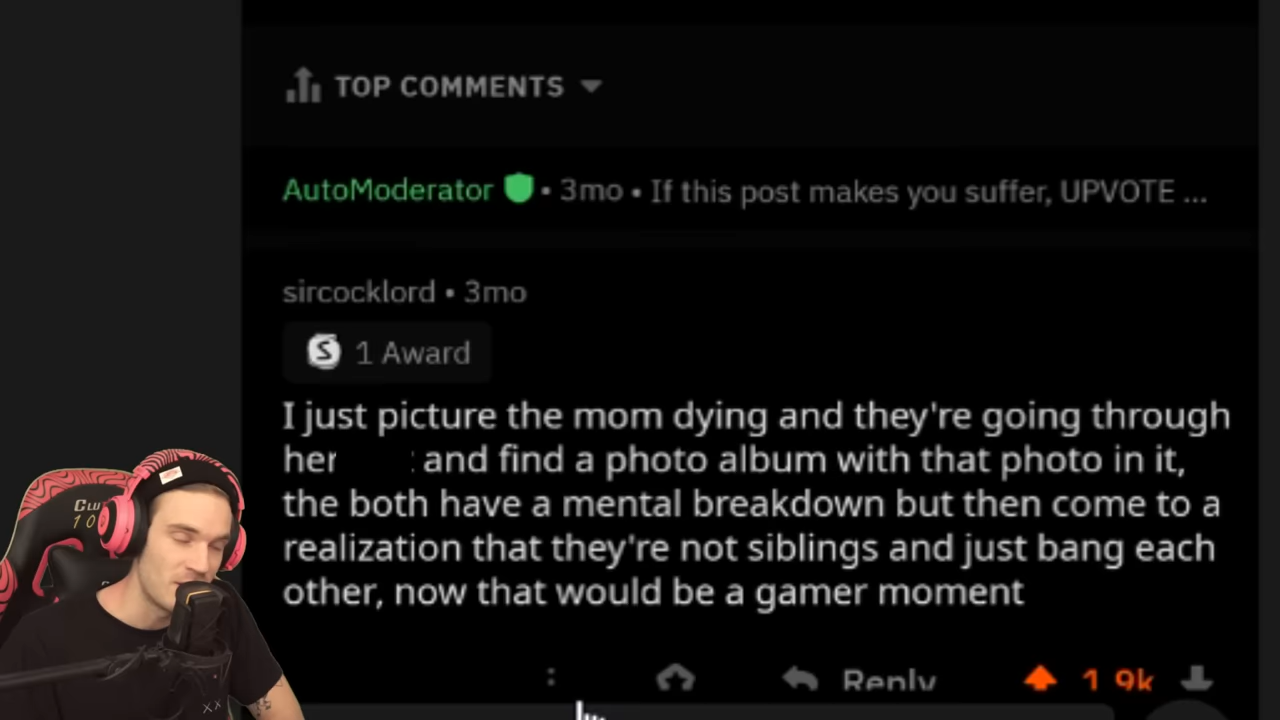 TOP COMMENTS
AutoModerator • 3mo • If this post makes you suffer, UPVOTE ...
sircocklord • 3mo
S 1 Award
I just picture the mom dying and they're going through
her : and find a photo album with that photo in it,
the both have a mental breakdown but then come to a
realization that they're not siblings and just bang each
other, now that would be a gamer moment
Reply 1.9k
10